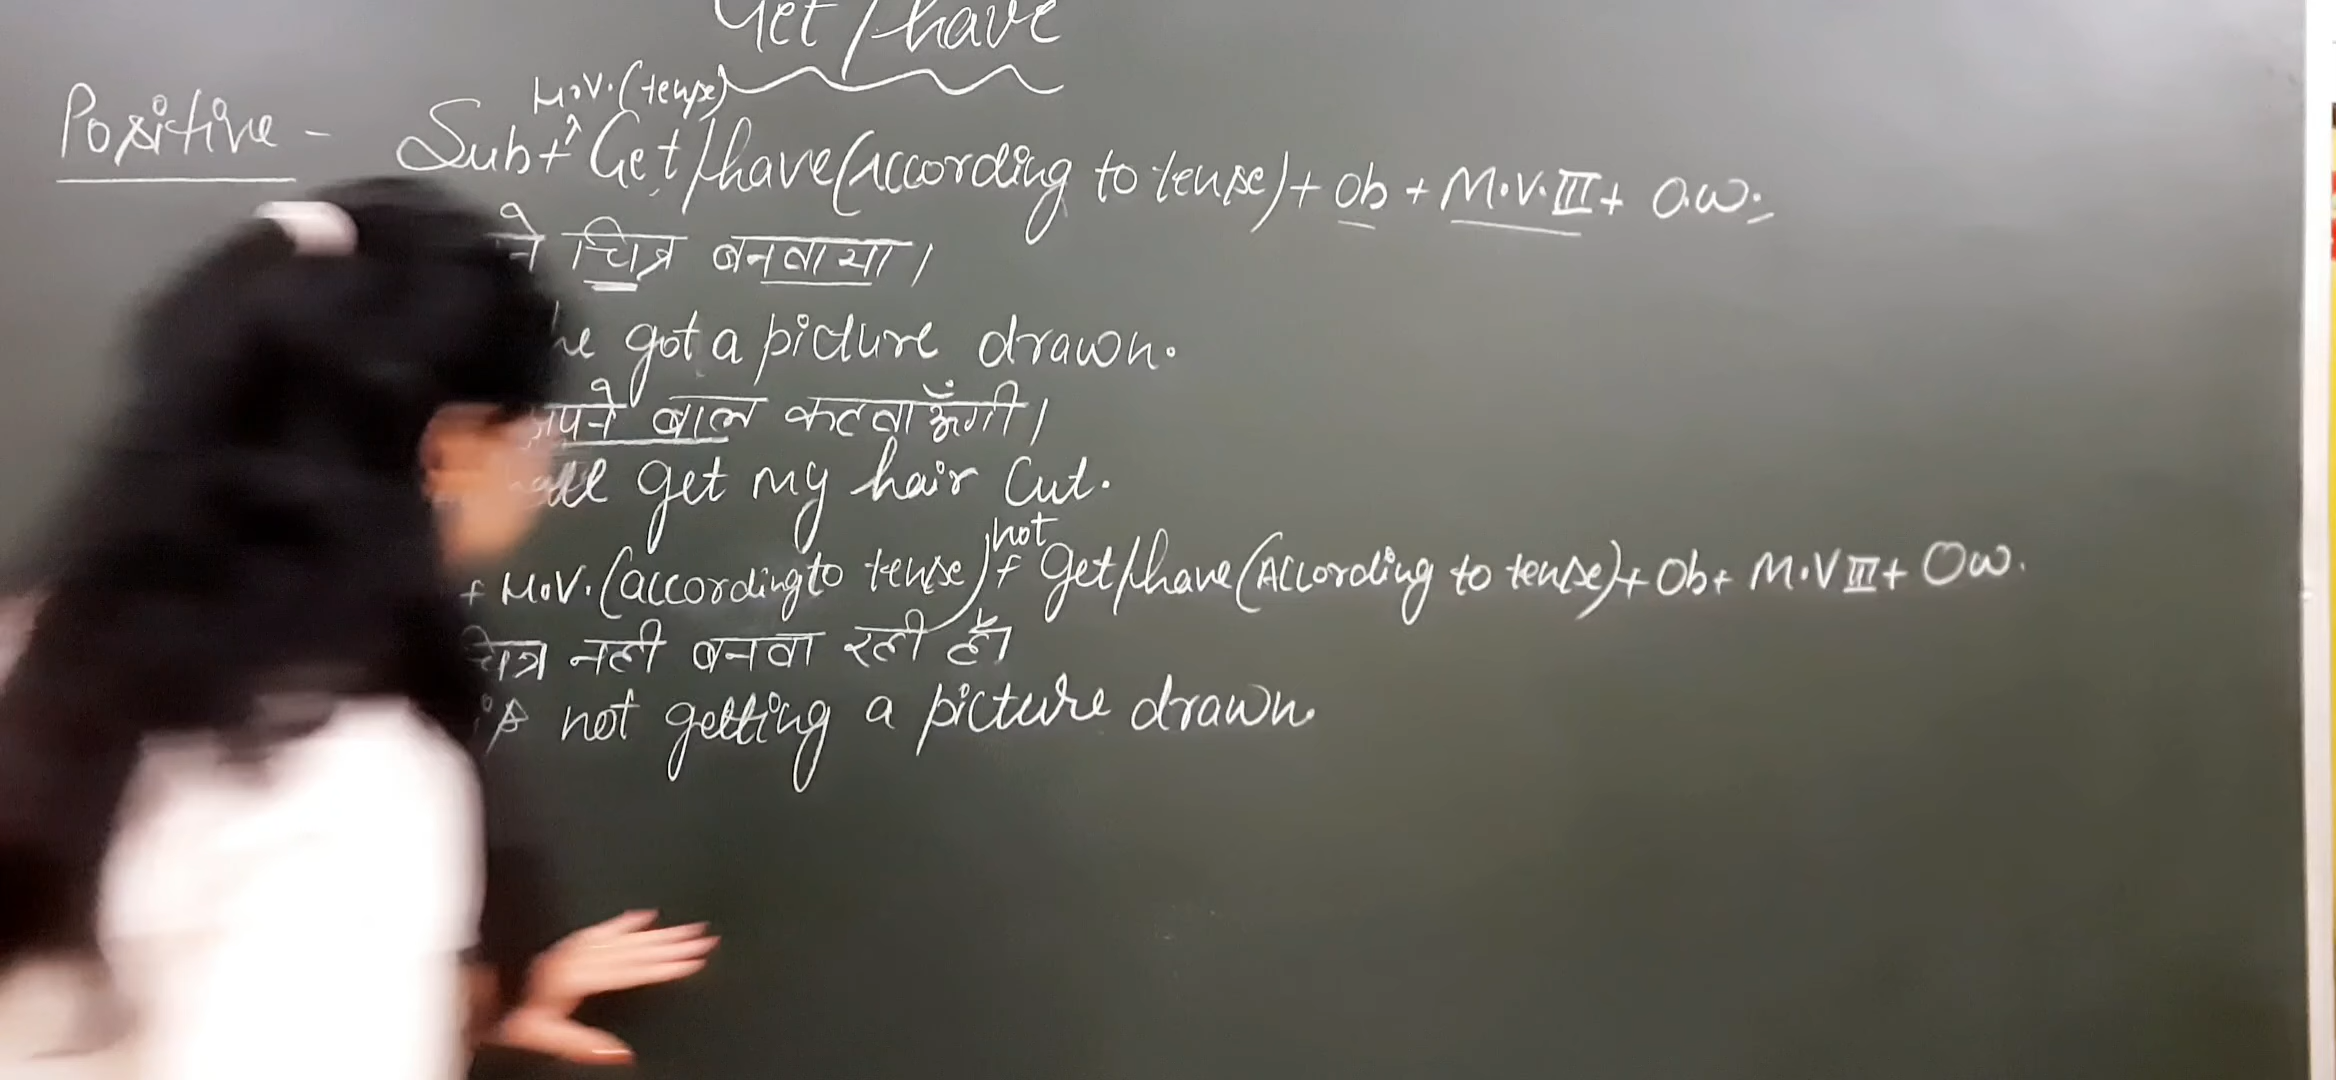 Get / have
H.V. (tense)
Positive - Sub + Get / have (According to tense) + Ob + M.V. III + O.W.
ने चित्र बनवाया।
got a picture drawn.
बाल कटवाऊँगी।
get my hair cut.
not
+ H.V. (according to tense) + get / have (According to tense) + Ob + M.V III + OW.
नही बनवा रही है।
is not getting a picture drawn.